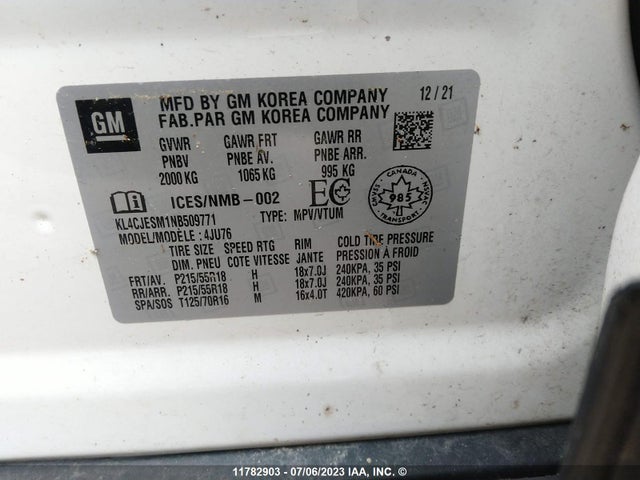 GM
MFD BY GM KOREA COMPANY 12/21
FAB.PAR GM KOREA COMPANY
GVWR GAWR FRT GAWR RR
PNBV PNBE AV. PNBE ARR.
2000 KG 1065 KG 995 KG
ICES/NMB-002 EC
CANADA
985
NSVAC
KL4CJESM1NB509771 TYPE: MPV/VTUM
MODEL/MODÈLE: 4JU76
TIRE SIZE SPEED RTG RIM COLD TIRE PRESSURE
DIM. PNEU COTE VITESSE JANTE PRESSION À FROID
FRT/AV. P215/55R18 H 18x7.0J 240KPA, 35 PSI
RR/ARR. P215/55R18 H 18x7.0J 240KPA, 35 PSI
SPA/SOS T125/70R16 M 16x4.0T 420KPA, 60 PSI
11782903 - 07/06/2023 IAA, Inc.